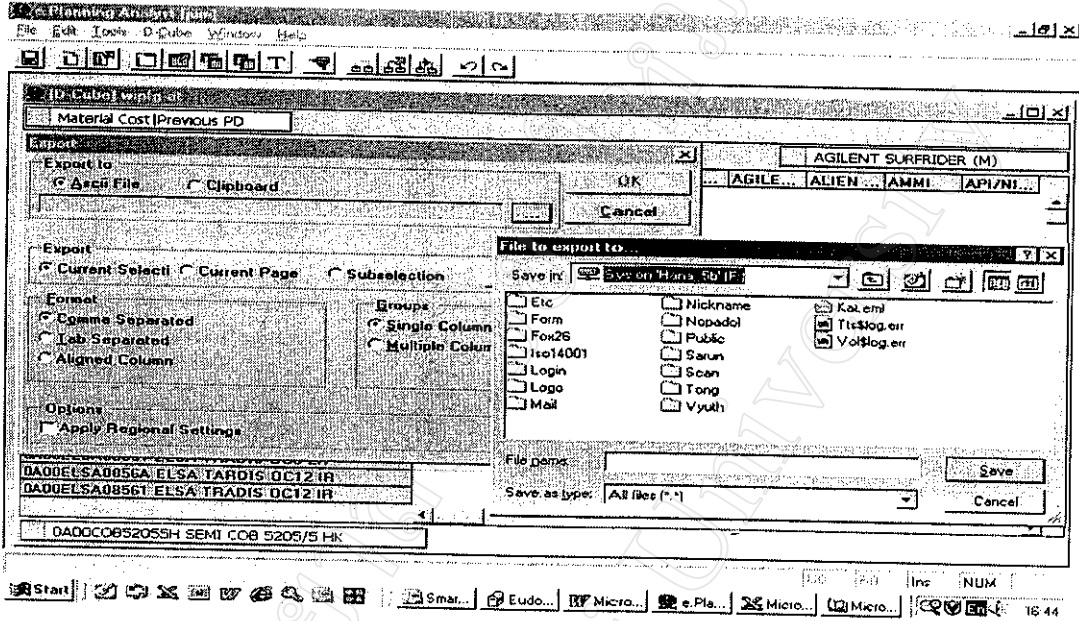 Planning Analyst
File Edit Tools D-Cube Window Help
Material Cost|Previous PD
Export
Export to
Ascii File Clipboard
OK
Cancel
AGILENT SURFRIDER (M)
... AGILE... ALIEN ... AMMI... API/NI...
Export
Current Selecti Current Page Subselection
Format
Comma Separated
Tab Separated
Aligned Column
Groups
Single Column
Multiple Colum
Options
Apply Regional Settings
File to export to...
Save in:
Etc Nickname Kai.eml
Form Nopadol Tts$log.err
Fox26 Public Vol$log.err
Iso14001 Sarun
Login Scan
Logo Tong
Mail Vyuth
File name: Save
Save as type: All files (*.*) Cancel
0A00ELSA0056A ELSA TARDIS OC12 IR
0A00ELSA08561 ELSA TRADIS OC12 IR
0A00COB52055H SEMI COB 5205/5 HK
Ins NUM
Start Smar... Eudo... Micro... e.Pla... Micro... Micro... En 16:44